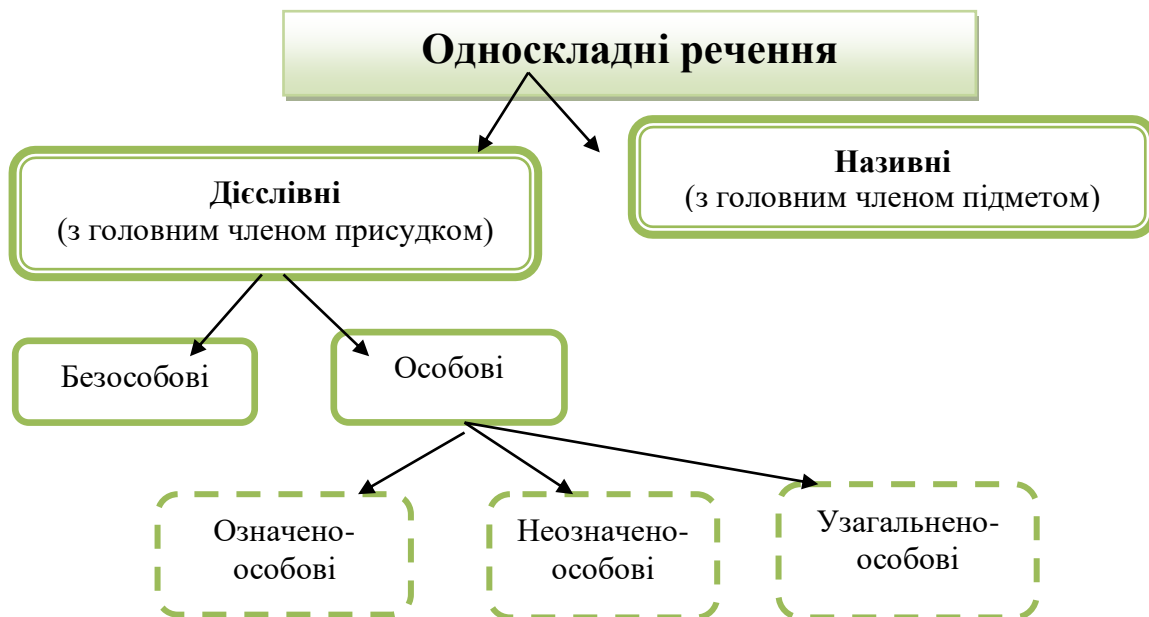 Односкладні речення
Дієслівні
(з головним членом присудком)
Називні
(з головним членом підметом)
Безособові
Особові
Означено-
особові
Неозначено-
особові
Узагальнено-
особові